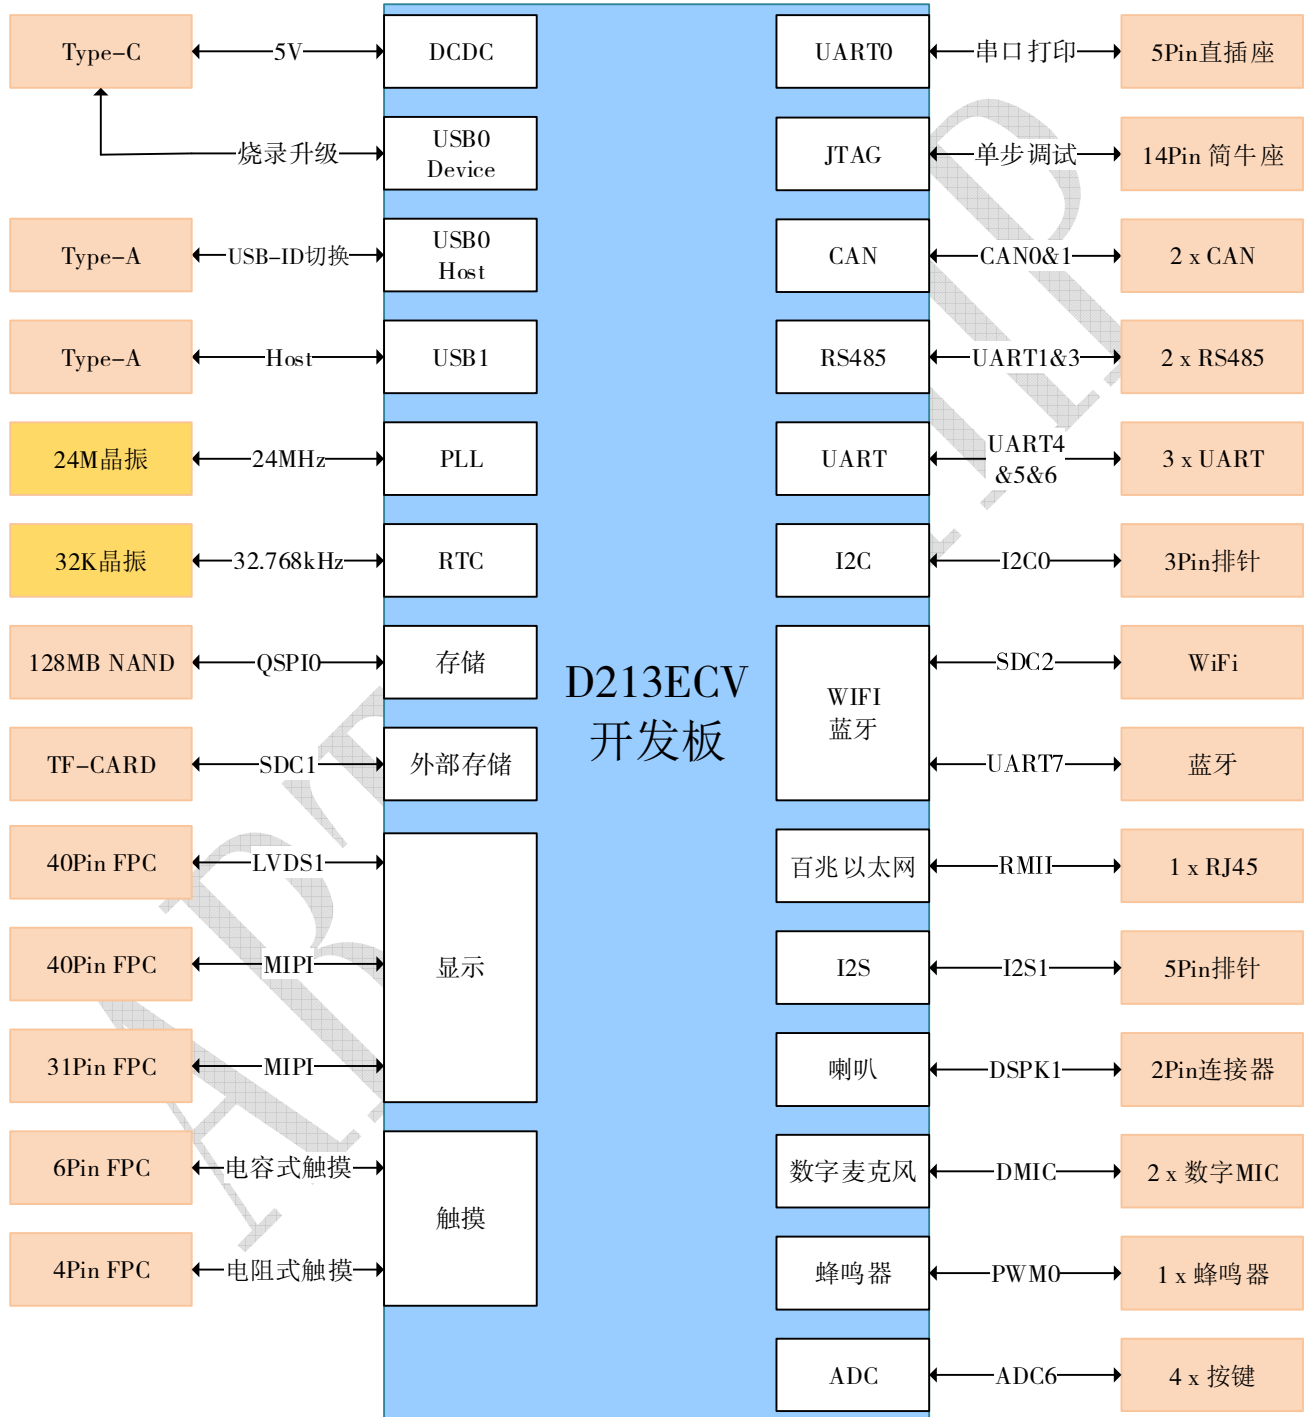 Type-C
5V
DCDC
烧录升级
USB0
Device
Type-A
USB-ID切换
USB0
Host
Type-A
Host
USB1
24M晶振
24MHz
PLL
32K晶振
32.768kHz
RTC
128MB NAND
QSPI0
存储
TF-CARD
SDC1
外部存储
40Pin FPC
LVDS1
40Pin FPC
MIPI
显示
31Pin FPC
MIPI
6Pin FPC
电容式触摸
触摸
4Pin FPC
电阻式触摸
D213ECV
开发板
UART0
串口打印
5Pin直插座
JTAG
单步调试
14Pin 简牛座
CAN
CAN0&1
2 x CAN
RS485
UART1&3
2 x RS485
UART
UART4
&5&6
3 x UART
I2C
I2C0
3Pin排针
WIFI
蓝牙
SDC2
WiFi
UART7
蓝牙
百兆以太网
RMII
1 x RJ45
I2S
I2S1
5Pin排针
喇叭
DSPK1
2Pin连接器
数字麦克风
DMIC
2 x 数字MIC
蜂鸣器
PWM0
1 x 蜂鸣器
ADC
ADC6
4 x 按键